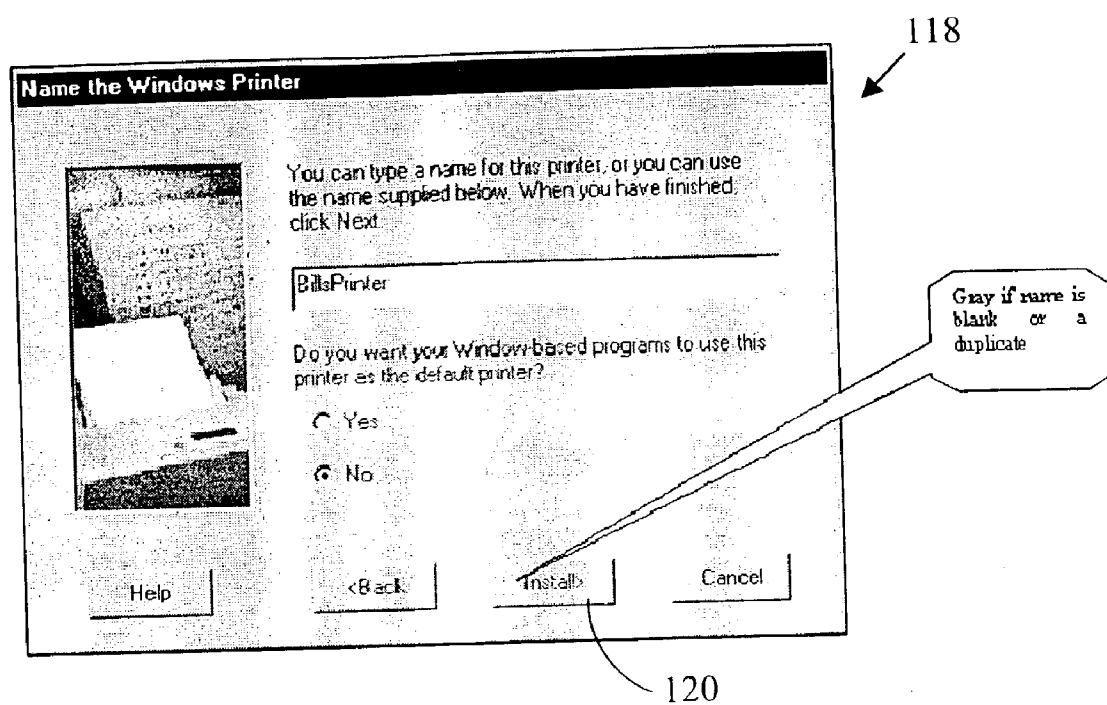 118
Name the Windows Printer
You can type a name for this printer, or you can use
the name supplied below. When you have finished,
click Next.
BillsPrinter
Gray if name is
blank or a
duplicate
Do you want your Window-based programs to use this
printer as the default printer?
Yes
No
Help
<Back
Install>
Cancel
120